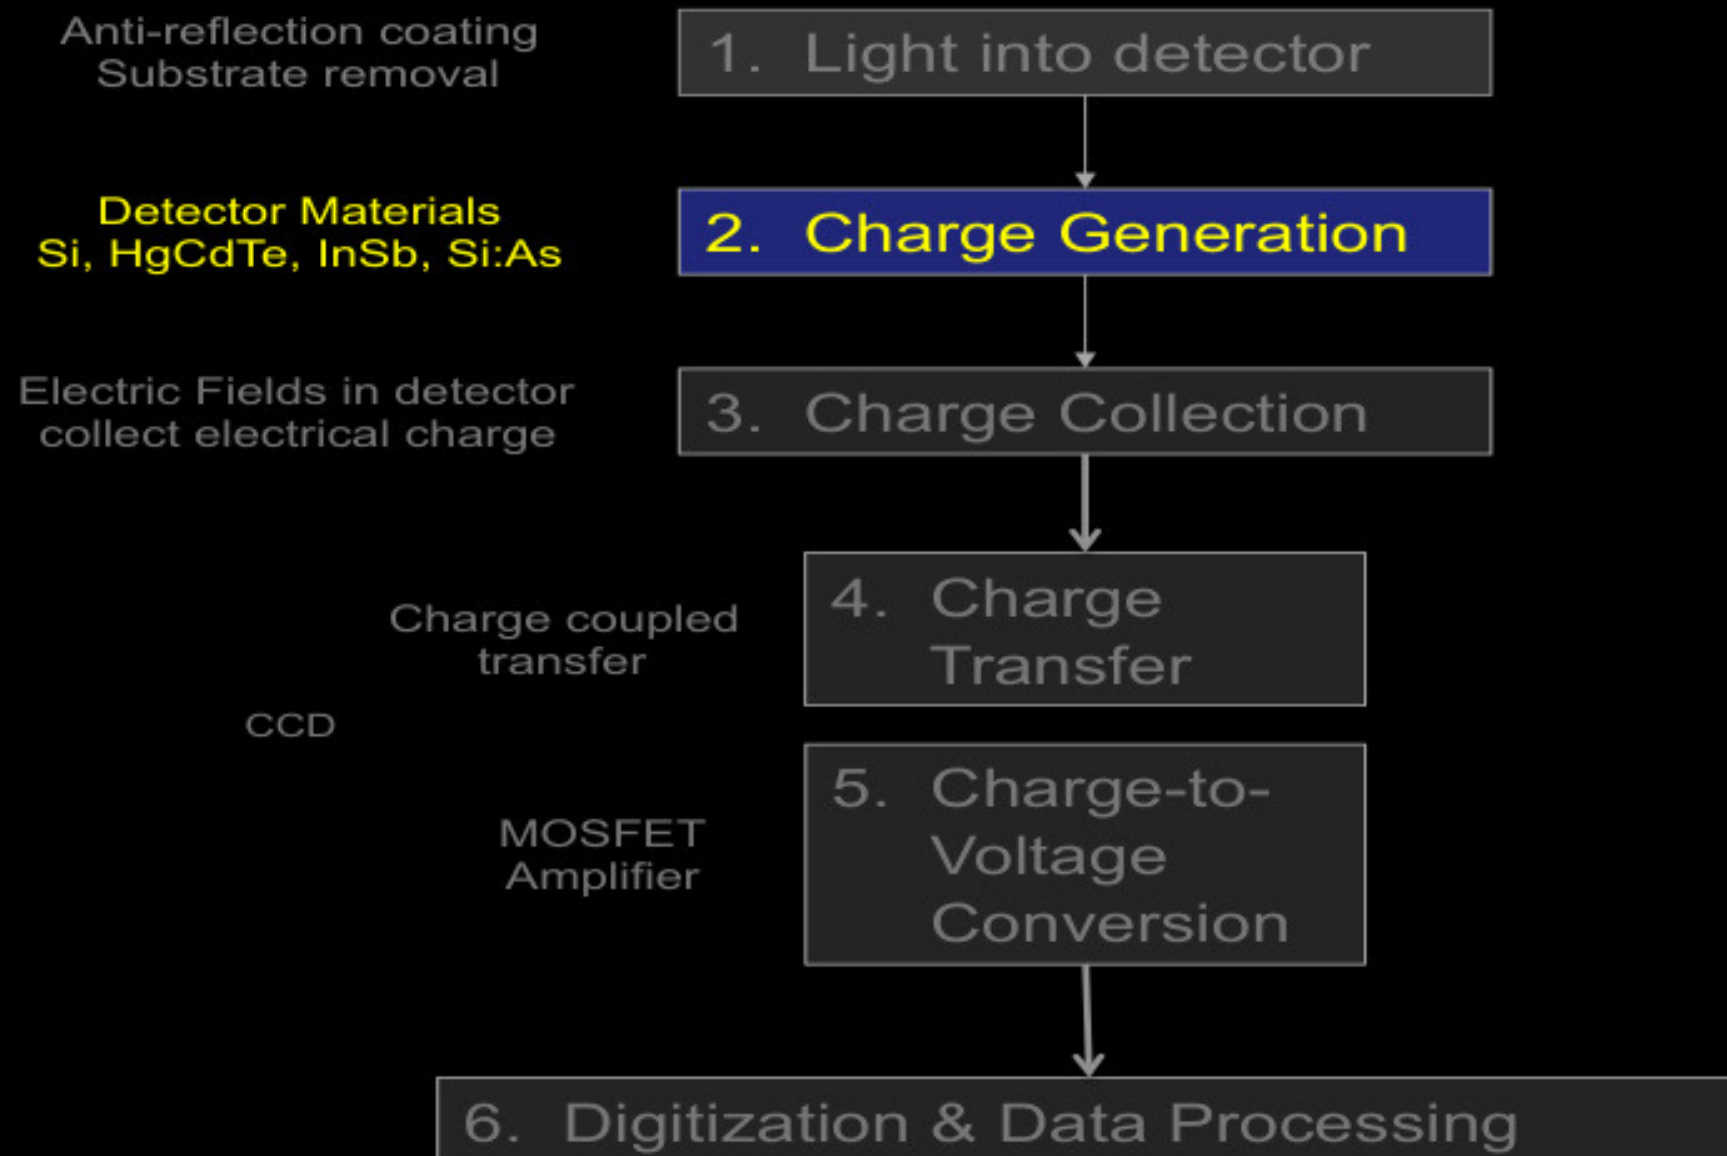 Anti-reflection coating
Substrate removal
1. Light into detector
Detector Materials
Si, HgCdTe, InSb, Si:As
2. Charge Generation
Electric Fields in detector
collect electrical charge
3. Charge Collection
Charge coupled
transfer
4. Charge
Transfer
CCD
MOSFET
Amplifier
5. Charge-to-
Voltage
Conversion
6. Digitization & Data Processing